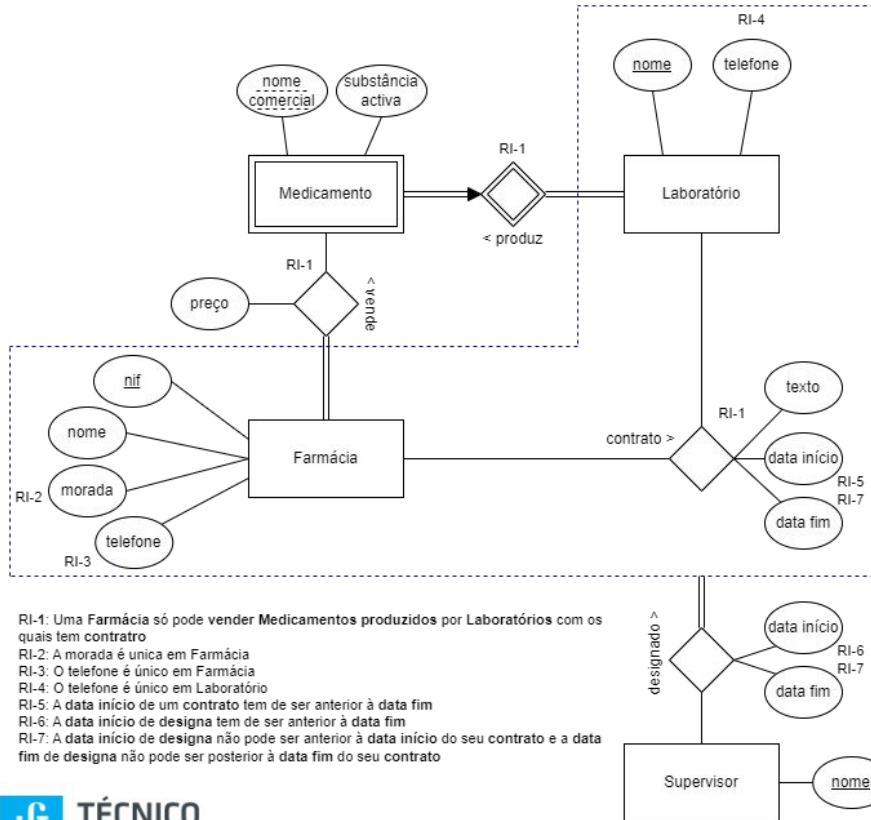 RI-4
nome
telefone
nome
comercial
substância
activa
RI-1
Medicamento
Laboratório
< produz
RI-1
preço
< vende
nif
nome
RI-2
morada
telefone
RI-3
Farmácia
contrato >
RI-1
texto
data início
RI-5
RI-7
data fim
RI-1: Uma Farmácia só pode vender Medicamentos produzidos por Laboratórios com os
quais tem contratro
RI-2: A morada é unica em Farmácia
RI-3: O telefone é único em Farmácia
RI-4: O telefone é único em Laboratório
RI-5: A data início de um contrato tem de ser anterior à data fim
RI-6: A data início de designa tem de ser anterior à data fim
RI-7: A data início de designa não pode ser anterior à data início do seu contrato e a data
fim de designa não pode ser posterior à data fim do seu contrato
designado >
data início
RI-6
RI-7
data fim
Supervisor
nome
TÉCNICO